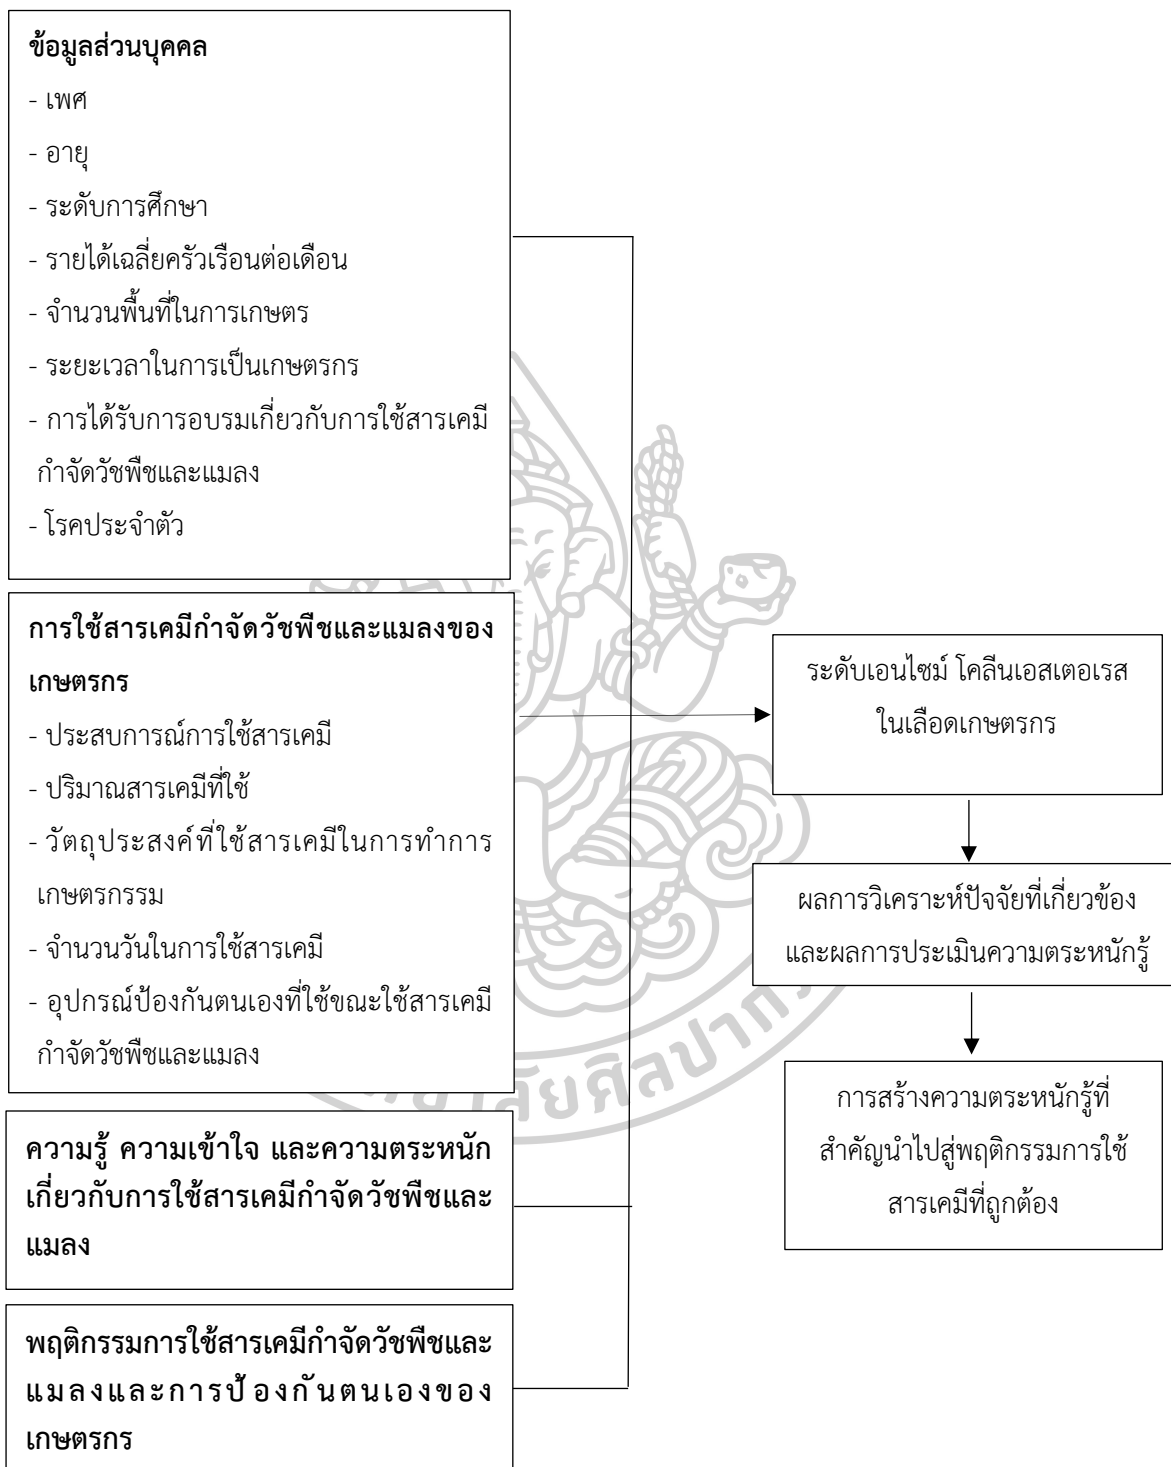 ข้อมูลส่วนบุคคล
- เพศ
- อายุ
- ระดับการศึกษา
- รายได้เฉลี่ยครัวเรือนต่อเดือน
- จำนวนพื้นที่ในการเกษตร
- ระยะเวลาในการเป็นเกษตรกร
- การได้รับการอบรมเกี่ยวกับการใช้สารเคมี
กำจัดวัชพืชและแมลง
- โรคประจำตัว
การใช้สารเคมีกำจัดวัชพืชและแมลงของ
เกษตรกร
- ประสบการณ์การใช้สารเคมี
- ปริมาณสารเคมีที่ใช้
- วัตถุประสงค์ที่ใช้สารเคมีในการทำการ
เกษตรกรรม
- จำนวนวันในการใช้สารเคมี
- อุปกรณ์ป้องกันตนเองที่ใช้ขณะใช้สารเคมี
กำจัดวัชพืชและแมลง
ความรู้ ความเข้าใจ และความตระหนัก
เกี่ยวกับการใช้สารเคมีกำจัดวัชพืชและ
แมลง
พฤติกรรมการใช้สารเคมีกำจัดวัชพืชและ
แมลงและการป้องกันตนเองของ
เกษตรกร
ระดับเอนไซม์ โคลีนเอสเตอเรส
ในเลือดเกษตรกร
ผลการวิเคราะห์ปัจจัยที่เกี่ยวข้อง
และผลการประเมินความตระหนักรู้
การสร้างความตระหนักรู้ที่
สำคัญนำไปสู่พฤติกรรมการใช้
สารเคมีที่ถูกต้อง